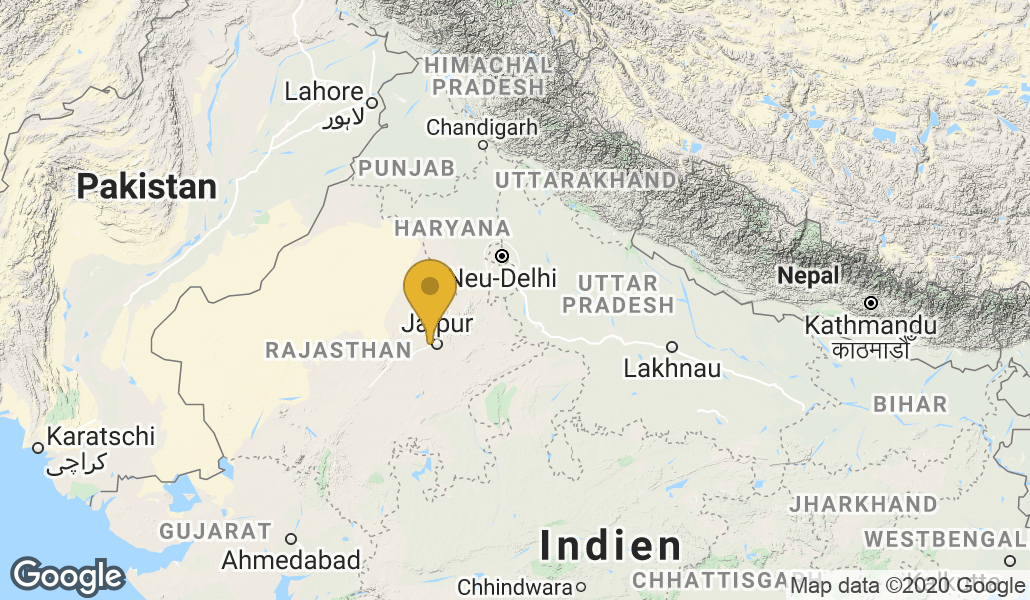 HIMACHAL
PRADESH
Lahore
لاہور
Chandigarh
PUNJAB
Pakistan
UTTARAKHAND
HARYANA
Neu-Delhi
Nepal
UTTAR
PRADESH
Jaipur
Kathmandu
काठमाडौँ
RAJASTHAN
Lakhnau
BIHAR
Karatschi
کراچی
JHARKHAND
GUJARAT
WESTBENGAL
Ahmedabad
Indien
Google
Chhindwara
CHHATTISGARH
Map data ©2020 Google